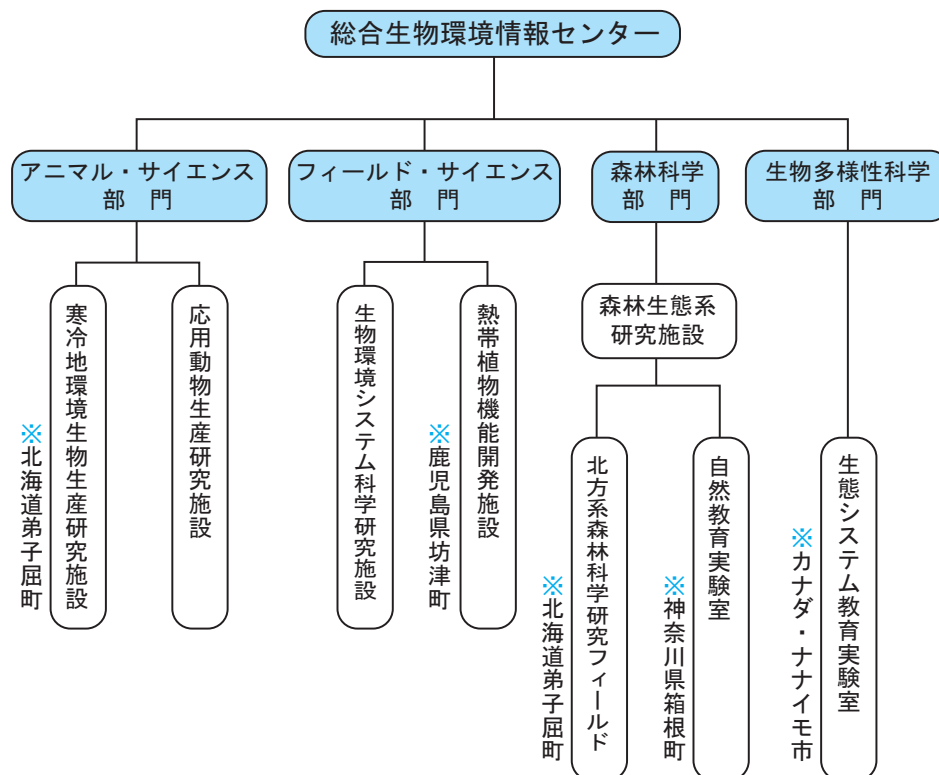 総合生物環境情報センター
アニマル・サイエンス
部 門
フィールド・サイエンス
部 門
森林科学
部 門
生物多様性科学
部 門
寒冷地環境生物生産研究施設
※北海道弟子屈町
応用動物生産研究施設
生物環境システム科学研究施設
熱帯植物機能開発施設
※鹿児島県坊津町
森林生態系
研究施設
北方系森林科学研究フィールド
※北海道弟子屈町
自然教育実験室
※神奈川県箱根町
生態システム教育実験室
※カナダ・ナナイモ市